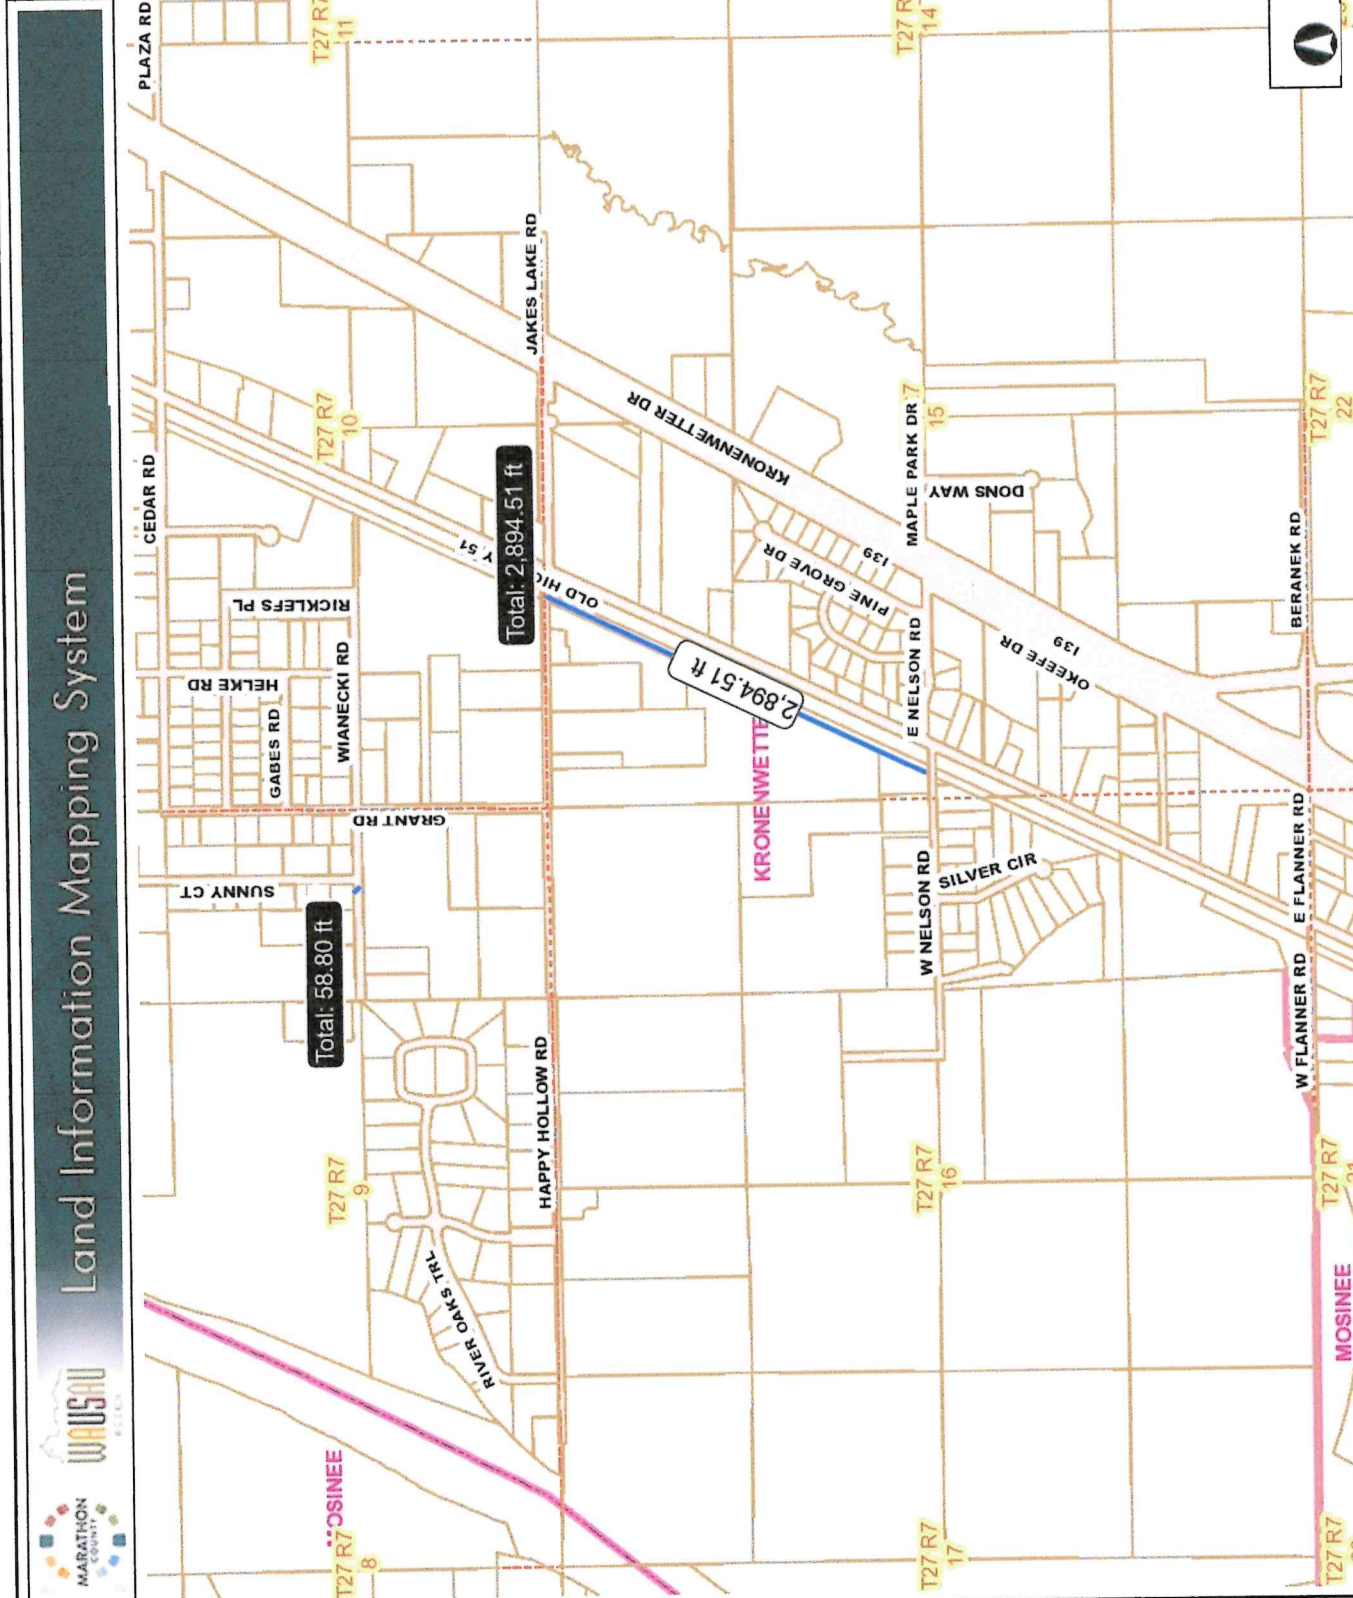 Land Information Mapping System
MARATHON
COUNTY
WAUSAU
PLAZA RD
CEDAR RD
T27 R7
11
T27 R7
14
T27 R7
10
JAKES LAKE RD
Total: 2,894.51 ft
Y 51
OLD HIG
2,894.51 ft
KRONENWETTER DR
RICKLEFS PL
HELKE RD
GABES RD
WIANECKI RD
GRANT RD
SUNNY CT
Total: 58.80 ft
KRONENWETTE
PINE GROVE DR
I39
MAPLE PARK DR
7
15
DONS WAY
E NELSON RD
OKEEFE DR
I39
BERANEK RD
T27 R7
22
W NELSON RD
SILVER CIR
E FLANNER RD
W FLANNER RD
HAPPY HOLLOW RD
RIVER OAKS TRL
T27 R7
9
T27 R7
16
T27 R7
21
OSINEE
T27 R7
8
T27 R7
17
MOSINEE
T27 R7